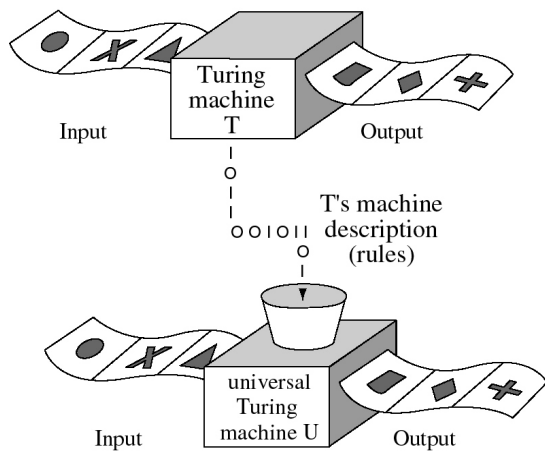 Turing
machine
T
Input
Output
I
O
I
I
O O I O I I
O
I
T's machine
description
(rules)
universal
Turing
machine U
Input
Output